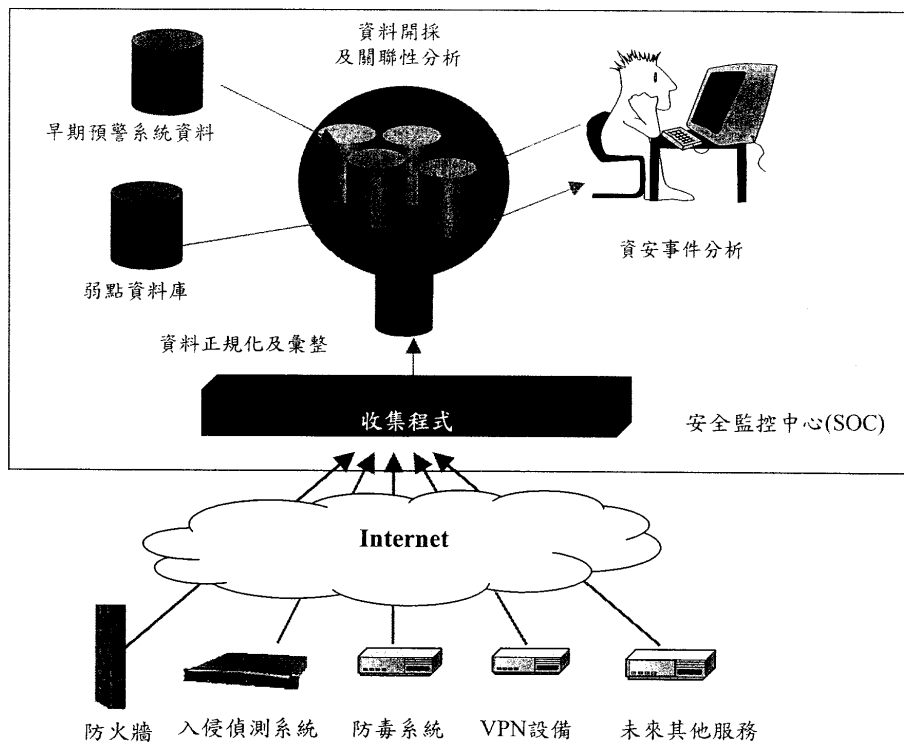 資料開採
及關聯性分析
早期預警系統資料
資安事件分析
弱點資料庫
資料正規化及彙整
收集程式
安全監控中心(SOC)
Internet
防火牆
入侵偵測系統
防毒系統
VPN設備
未來其他服務